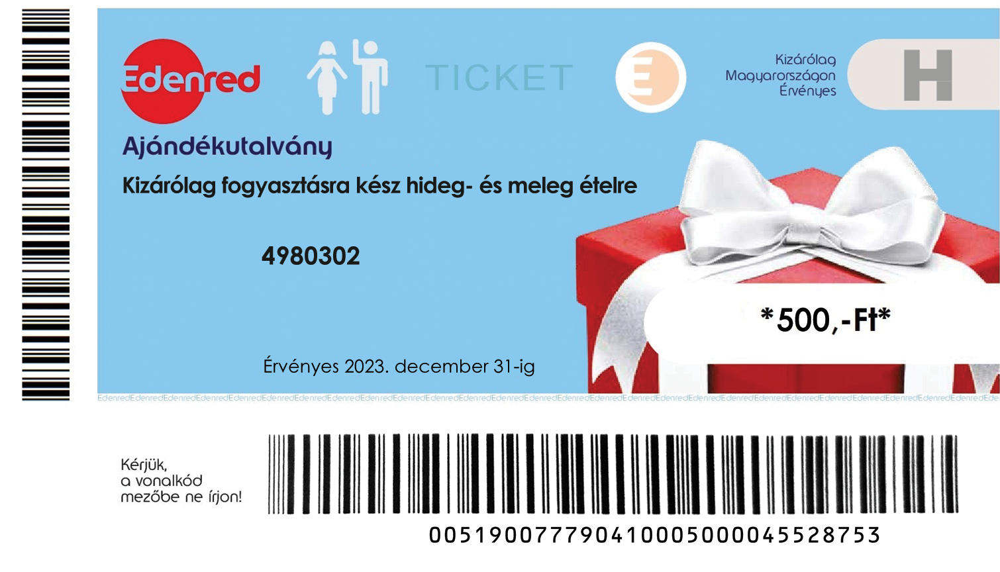 Edenred
TICKET
E
Kizárólag
Magyarországon
Érvényes
H
Ajándékutalvány
Kizárólag fogyasztásra kész hideg- és meleg ételre
4980302
*500,-Ft*
Érvényes 2023. december 31-ig
EdenredEdenredEdenredEdenredEdenredEdenredEdenredEdenredEdenredEdenredEdenredEdenredEdenredEdenredEdenredEdenredEdenredEdenredEdenredEdenredEdenredEdenredEdenredEdenredEdenredEdenredEdenredEde
Kérjük,
a vonalkód
mezőbe ne írjon!
005190077790410005000045528753